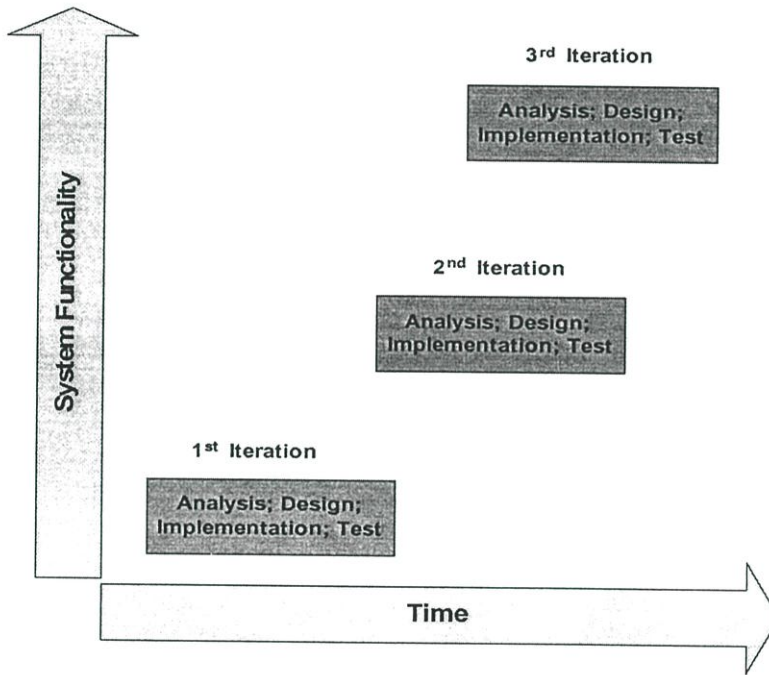 3rd Iteration
Analysis; Design;
Implementation; Test
2nd Iteration
Analysis; Design;
Implementation; Test
1st Iteration
Analysis; Design;
Implementation; Test
System Functionality
Time